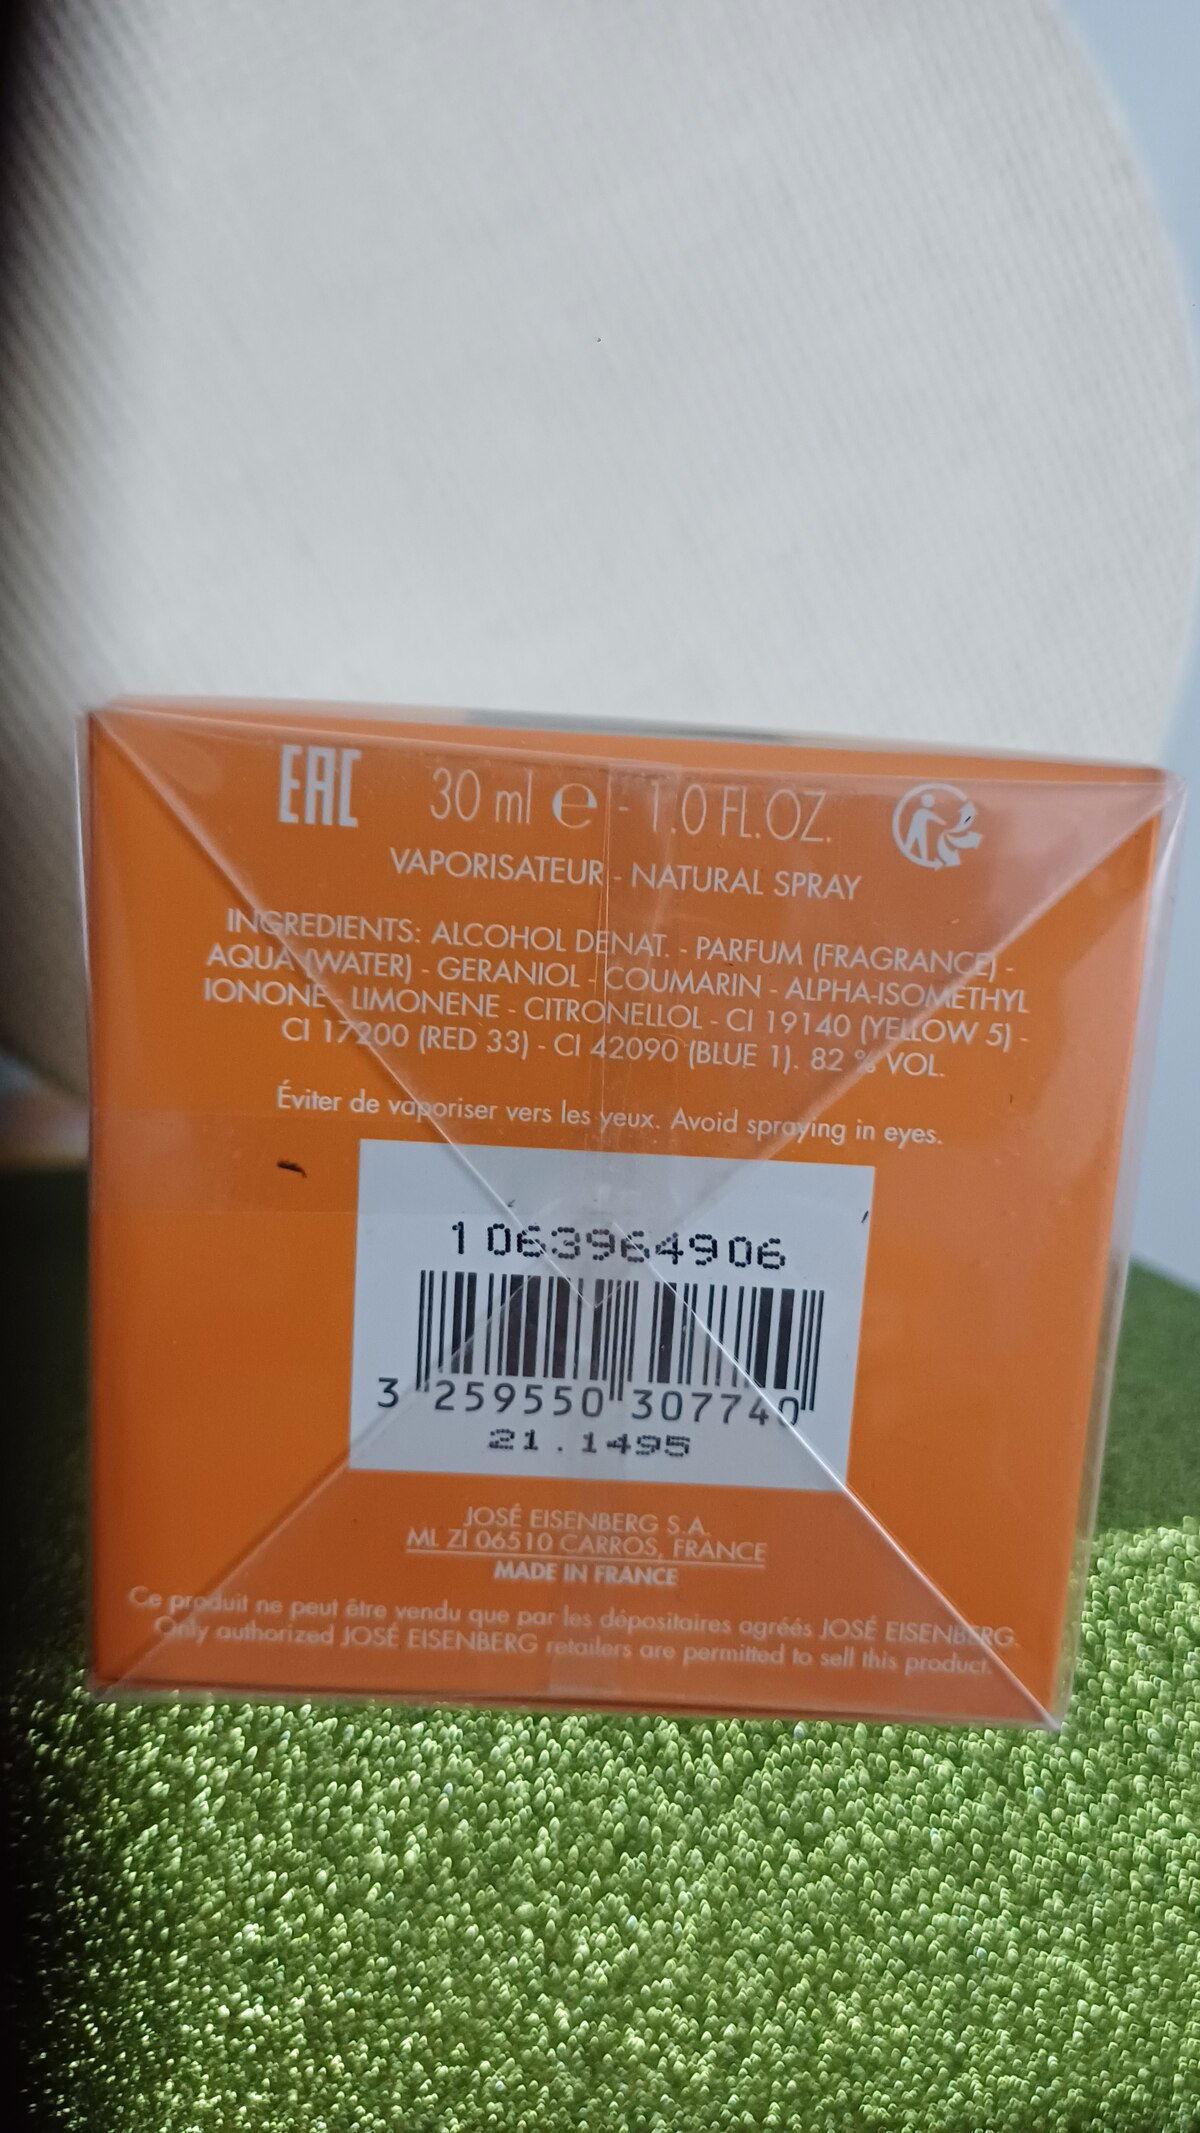 EAC 30 ml e - 1.0 FL.OZ.
VAPORISATEUR - NATURAL SPRAY
INGREDIENTS: ALCOHOL DENAT. - PARFUM (FRAGRANCE) -
AQUA (WATER) - GERANIOL - COUMARIN - ALPHA-ISOMETHYL
IONONE - LIMONENE - CITRONELLOL - CI 19140 (YELLOW 5) -
CI 17200 (RED 33) - CI 42090 (BLUE 1). 82 % VOL.
Éviter de vaporiser vers les yeux. Avoid spraying in eyes.
1 063964906
3 259550 307740
21.1495
JOSÉ EISENBERG S.A.
ML ZI 06510 CARROS, FRANCE
MADE IN FRANCE
Ce produit ne peut être vendu que par les dépositaires agréés JOSÉ EISENBERG.
Only authorized JOSÉ EISENBERG retailers are permitted to sell this product.